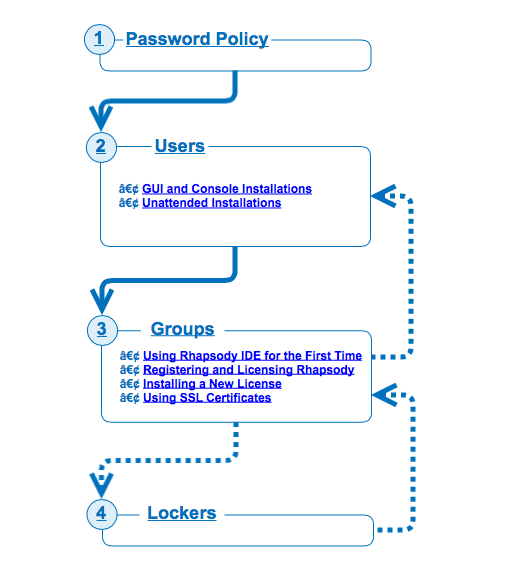 1 Password Policy
2 Users
â€¢ GUI and Console Installations
â€¢ Unattended Installations
3 Groups
â€¢ Using Rhapsody IDE for the First Time
â€¢ Registering and Licensing Rhapsody
â€¢ Installing a New License
â€¢ Using SSL Certificates
4 Lockers